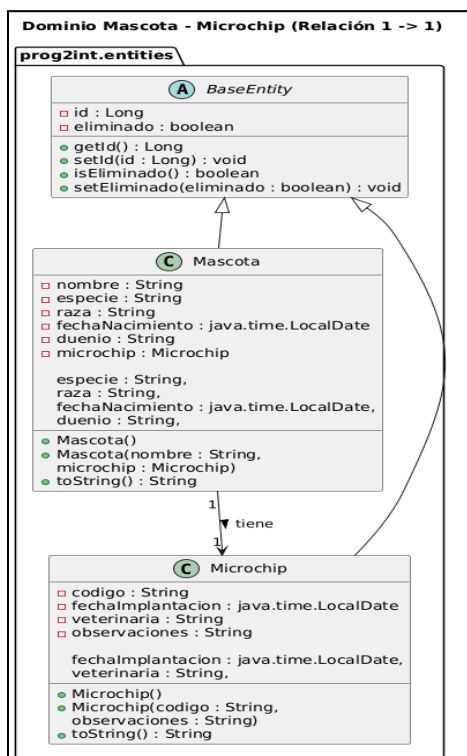 Dominio Mascota - Microchip (Relación 1 -> 1)
prog2int.entities
A BaseEntity
id : Long
eliminado : boolean
getId() : Long
setId(id : Long) : void
isEliminado() : boolean
setEliminado(eliminado : boolean) : void
C Mascota
nombre : String
especie : String
raza : String
fechaNacimiento : java.time.LocalDate
duenio : String
microchip : Microchip
especie : String,
raza : String,
fechaNacimiento : java.time.LocalDate,
duenio : String,
Mascota()
Mascota(nombre : String,
microchip : Microchip)
toString() : String
1
tiene
1
C Microchip
codigo : String
fechaImplantacion : java.time.LocalDate
veterinaria : String
observaciones : String
fechaImplantacion : java.time.LocalDate,
veterinaria : String,
Microchip()
Microchip(codigo : String,
observaciones : String)
toString() : String